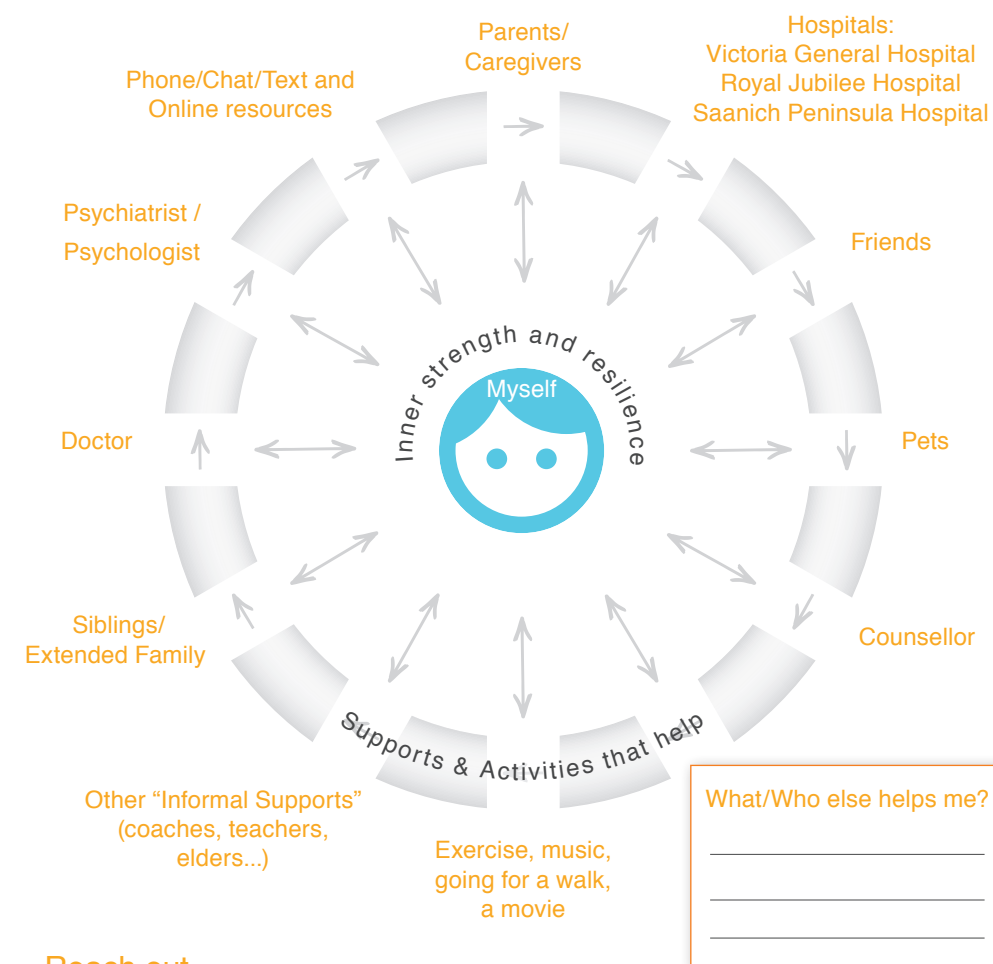 Parents/
Caregivers
Hospitals:
Victoria General Hospital
Royal Jubilee Hospital
Saanich Peninsula Hospital
Phone/Chat/Text and
Online resources
Psychiatrist /
Psychologist
Friends
Inner strength and resilience
Myself
Doctor
Pets
Siblings/
Extended Family
Counsellor
Supports & Activities that help
Other “Informal Supports”
(coaches, teachers,
elders...)
Exercise, music,
going for a walk,
a movie
What/Who else helps me?
Reach out